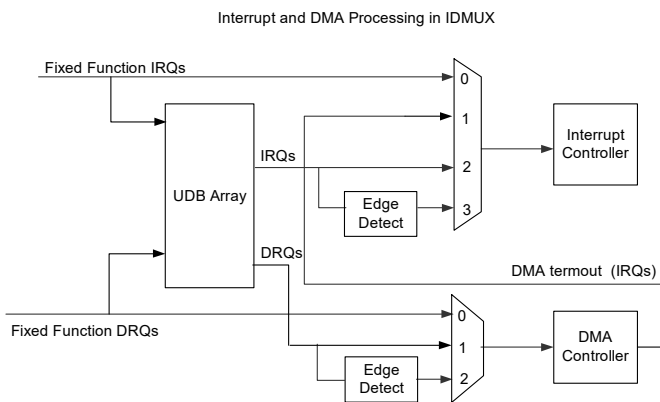 Interrupt and DMA Processing in IDMUX
Fixed Function IRQs
0
1
2
3
Interrupt
Controller
UDB Array
IRQs
Edge
Detect
DRQs
DMA termout (IRQs)
Fixed Function DRQs
0
1
2
Edge
Detect
DMA
Controller